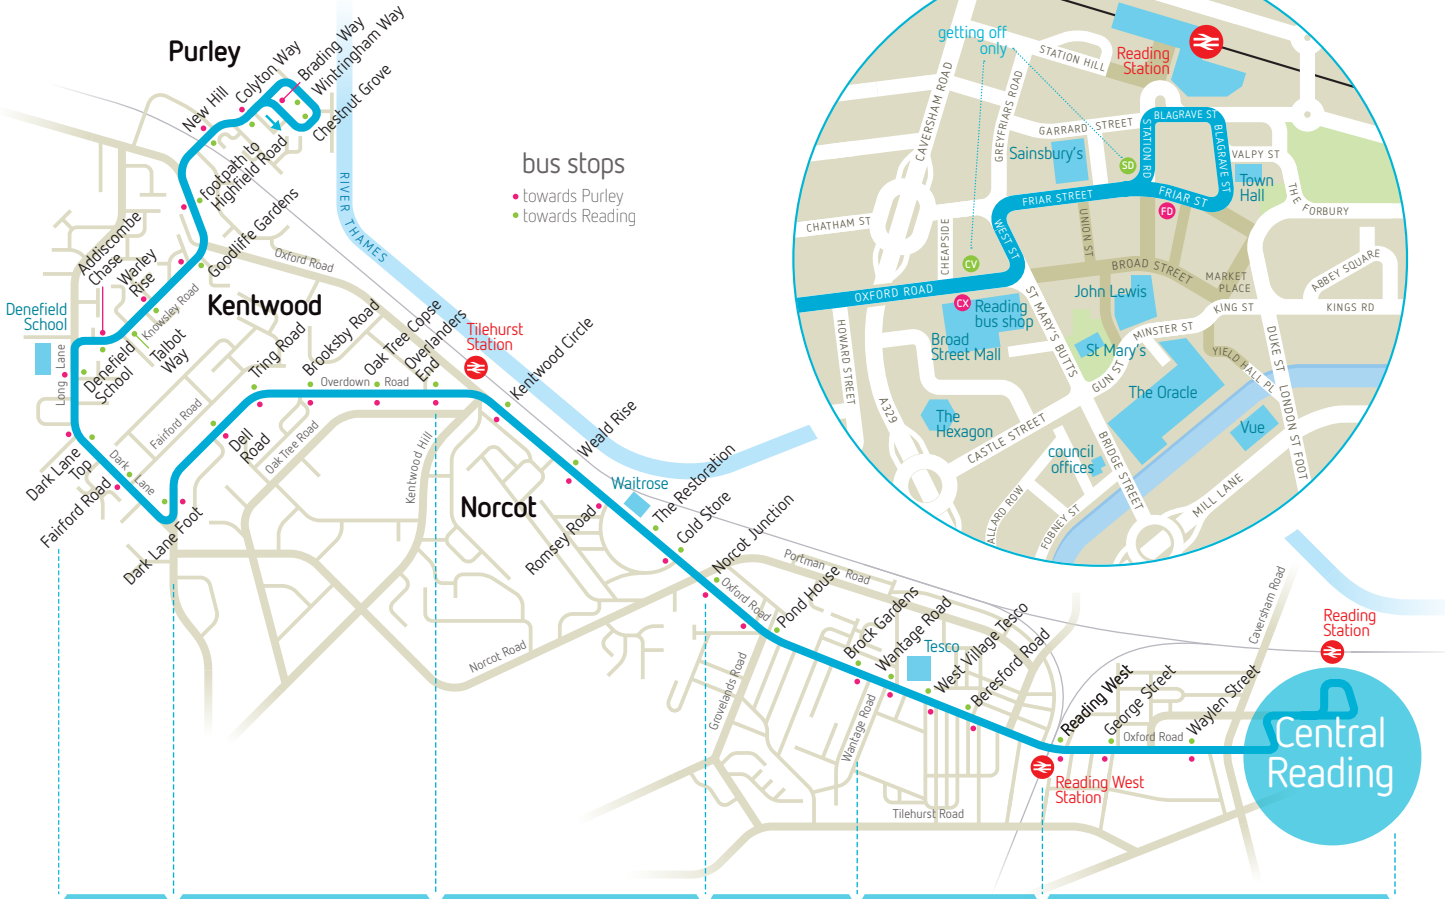 Purley
New Hill
Colyton Way
Brading Way
Wintringham Way
Chestnut Grove
footpath to
Highfield Road
Goodliffe Gardens
Addiscombe
Chase
Warley
Rise
Knowsley Road
Talbot
Way
Denefield
School
Denefield
School
Long Lane
Dark Lane
Top
Fairford Road
Dark Lane
Dark Lane Foot
Fairford Road
Dell
Road
Oak Tree Road
Tring Road
Brooksby Road
Overdown Road
Oak Tree Copse
Overlanders
End
Kentwood
Oxford Road
RIVER THAMES
bus stops
towards Purley
towards Reading
Tilehurst
Station
Kentwood Circle
Kentwood Hill
Weald Rise
Norcot
Romsey Road
Waitrose
The Restoration
Cold Store
Norcot Junction
Norcot Road
Oxford Road
Pond House
Portman Road
Grovelands Road
Brock Gardens
Wantage Road
Wantage Road
Tesco
West Village Tesco
Beresford Road
Reading West
Reading West
Station
George Street
Oxford Road
Waylen Street
Tilehurst Road
Caversham Road
Reading
Station
Central
Reading
getting off
only
STATION HILL
Reading
Station
CAVERSHAM ROAD
GREYFRIARS ROAD
GARRARD STREET
Sainsbury's
SD
STATION RD
BLAGRAVE ST
BLAGRAVE ST
VALPY ST
Town
Hall
THE FORBURY
FRIAR STREET
FRIAR ST
FD
CHATHAM ST
CHEAPSIDE
WEST ST
UNION ST
CV
OXFORD ROAD
CX
Reading
bus shop
Broad
Street Mall
BROAD STREET
MARKET
PLACE
ABBEY SQUARE
John Lewis
KING ST
KINGS RD
MINSTER ST
St Mary's
ST MARY'S BUTTS
GUN ST
YIELD HALL PL
DUKE ST
LONDON ST FOOT
HOWARD STREET
A329
The
Hexagon
CASTLE STREET
The Oracle
Vue
council
offices
BRIDGE STREET
MILL LANE
ALLARD ROW
FOBNEY ST